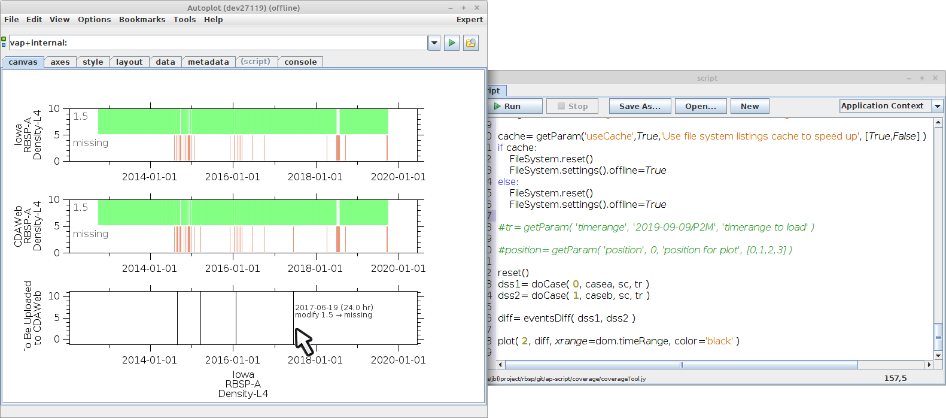 Autoplot (dev27119) (offline)
File Edit View Options Bookmarks Tools Help Expert
vap+internal:
canvas axes style layout data metadata (script) console
Iowa
RBSP-A
Density-L4
10
5
0
1.5
missing
2014-01-01 2016-01-01 2018-01-01 2020-01-01
CDAWeb
RBSP-A
Density-L4
10
5
0
1.5
missing
2014-01-01 2016-01-01 2018-01-01 2020-01-01
Be Uploaded
to CDAWeb
10
5
0
2017-06-19 (24.0 hr)
modify 1.5 → missing
2014-01-01 2016-01-01 2018-01-01 2020-01-01
Iowa
RBSP-A
Density-L4
script
Run Stop Save As... Open... New Application Context
cache= getParam('useCache',True,'Use file system listings cache to speed up', [True,False] )
if cache:
FileSystem.reset()
FileSystem.settings().offline=True
else:
FileSystem.reset()
FileSystem.settings().offline=True
#tr= getParam( 'timerange', '2019-09-09/P2M', 'timerange to load' )
#position= getParam( 'position', 0, 'position for plot', [0,1,2,3] )
reset()
dss1= doCase( 0, casea, sc, tr )
dss2= doCase( 1, caseb, sc, tr )
diff= eventsDiff( dss1, dss2 )
plot( 2, diff, xrange=dom.timeRange, color='black' )
/project/rbsp/git/ap-script/coverage/coverageTool.jy
157,5